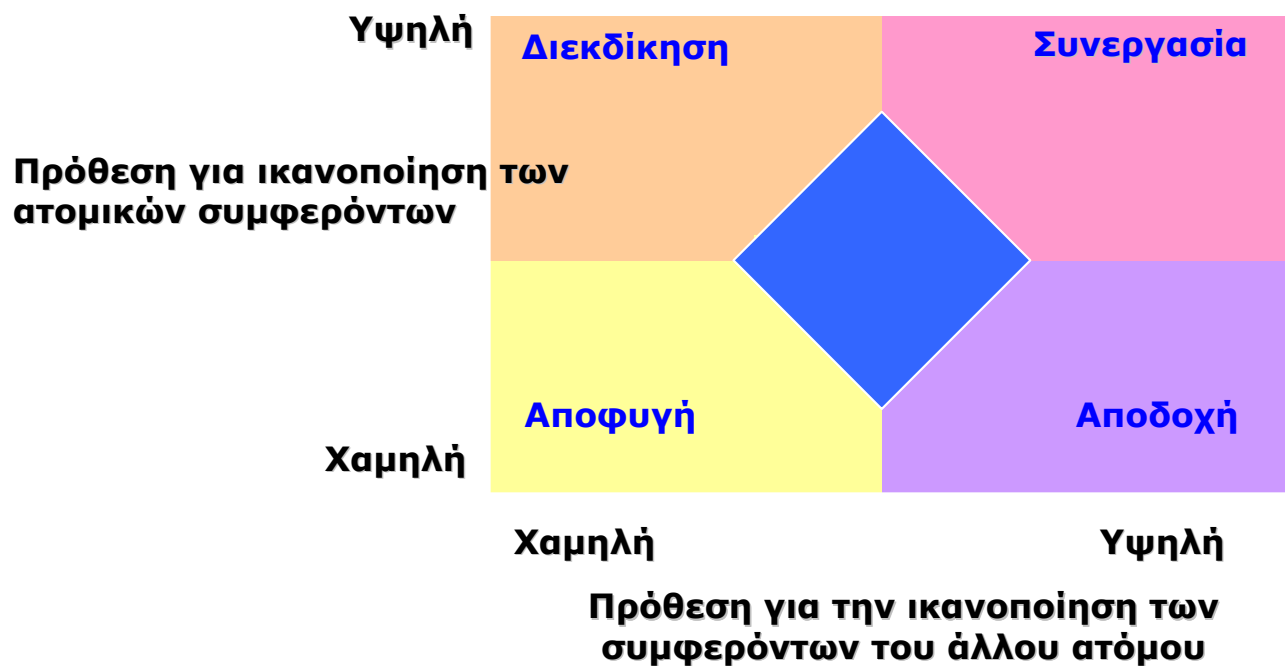 Υψηλή
Διεκδίκηση
Συνεργασία
Πρόθεση για ικανοποίηση των
ατομικών συμφερόντων
Αποφυγή
Αποδοχή
Χαμηλή
Χαμηλή
Υψηλή
Πρόθεση για την ικανοποίηση των
συμφερόντων του άλλου ατόμου